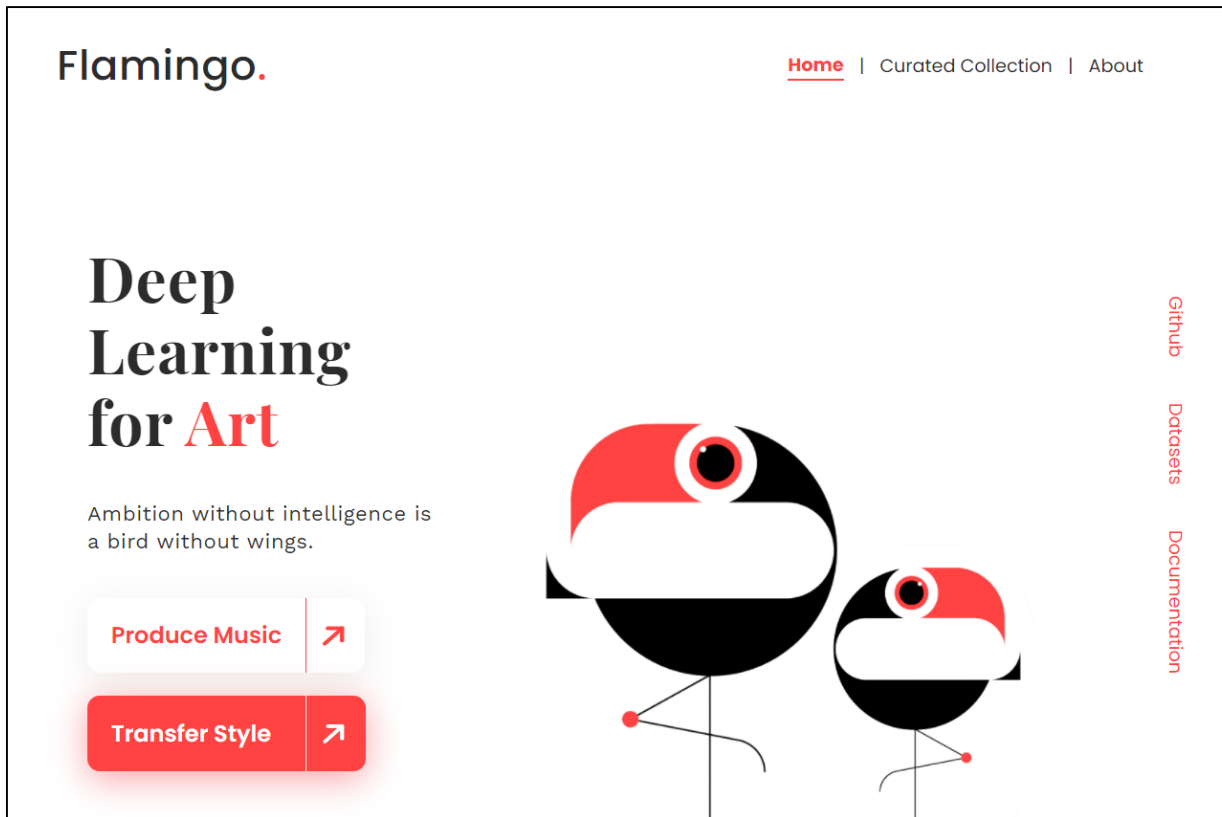 Flamingo.
Home | Curated Collection | About
Deep
Learning
for Art
Ambition without intelligence is
a bird without wings.
Produce Music
Transfer Style
Github
Datasets
Documentation